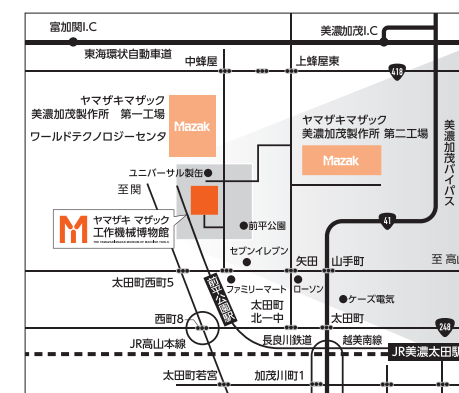 富加関I.C
美濃加茂I.C
東海環状自動車道
中蜂屋
上蜂屋東
418
ヤマザキマザック
美濃加茂製作所 第一工場
ワールドテクノロジーセンタ
Mazak
ヤマザキマザック
美濃加茂製作所 第二工場
Mazak
美濃加茂バイパス
ユニバーサル製缶
至関
ヤマザキ マザック
工作機械博物館
THE YAMAZAKI MAZAK MUSEUM OF MACHINE TOOLS
前平公園
41
セブンイレブン
矢田
山手町
至 高山
太田町西町5
前平公園駅
ファミリーマート
ローソン
太田町
北一中
ケーズ電気
西町8
太田町
248
JR高山本線
長良川鉄道
越美南線
JR美濃太田駅
太田町若宮
加茂川町1